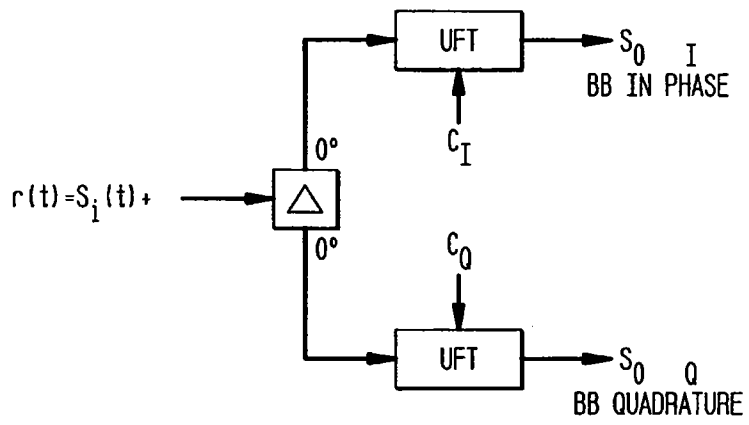 UFT
S0 I
BB IN PHASE
CI
0°
r(t)=Si(t)+
0°
CQ
UFT
S0 Q
BB QUADRATURE